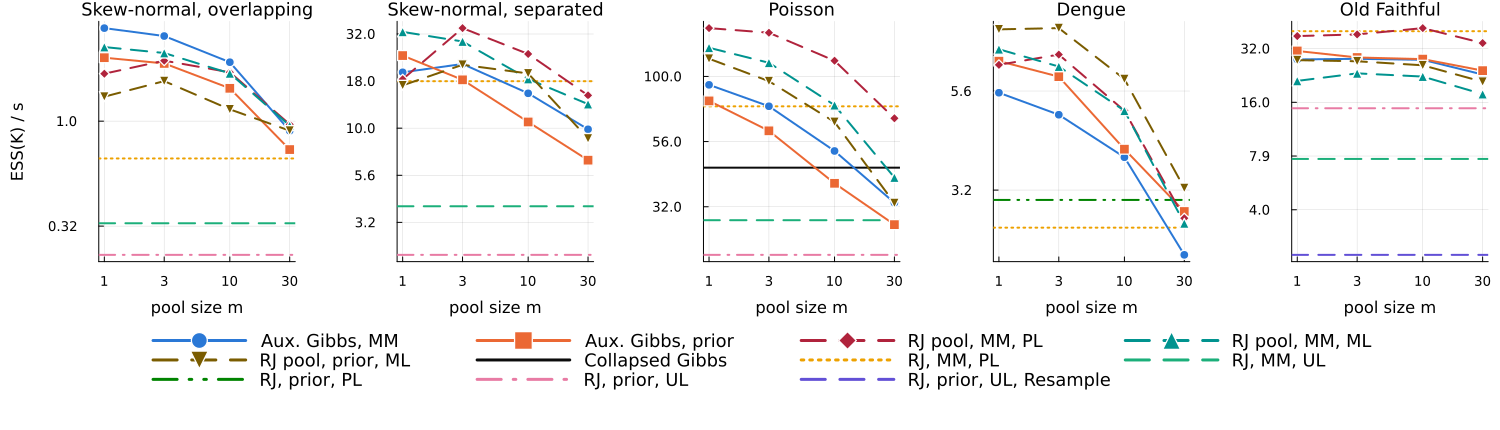 Skew-normal, overlapping
Skew-normal, separated
Poisson
Dengue
Old Faithful
ESS(K) / s
1.0
0.32
1 3 10 30
pool size m
32.0
18.0
10.0
5.6
3.2
1 3 10 30
pool size m
100.0
56.0
32.0
1 3 10 30
pool size m
5.6
3.2
1 3 10 30
pool size m
32.0
16.0
7.9
4.0
1 3 10 30
pool size m
Aux. Gibbs, MM
Aux. Gibbs, prior
RJ pool, MM, PL
RJ pool, MM, ML
RJ pool, prior, ML
Collapsed Gibbs
RJ, MM, PL
RJ, MM, UL
RJ, prior, PL
RJ, prior, UL
RJ, prior, UL, Resample